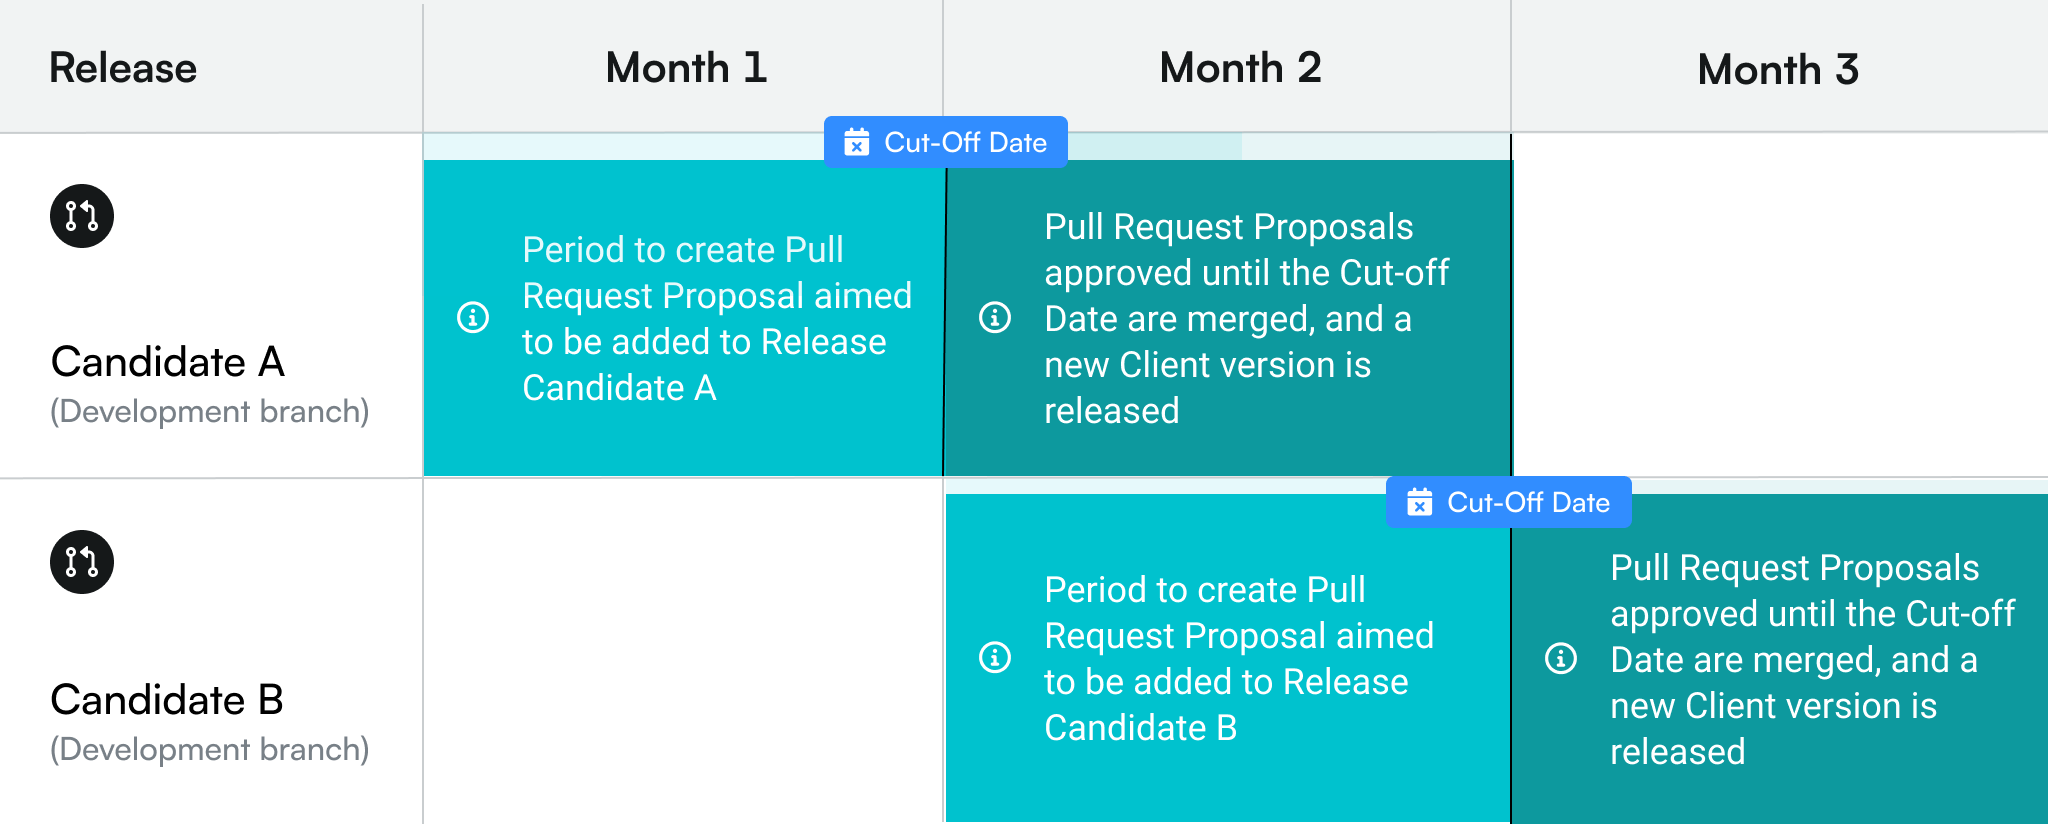 Release
Month 1
Month 2
Month 3
Cut-Off Date
Candidate A
(Development branch)
Period to create Pull
Request Proposal aimed
to be added to Release
Candidate A
Pull Request Proposals
approved until the Cut-off
Date are merged, and a
new Client version is
released
Cut-Off Date
Candidate B
(Development branch)
Period to create Pull
Request Proposal aimed
to be added to Release
Candidate B
Pull Request Proposals
approved until the Cut-off
Date are merged, and a
new Client version is
released